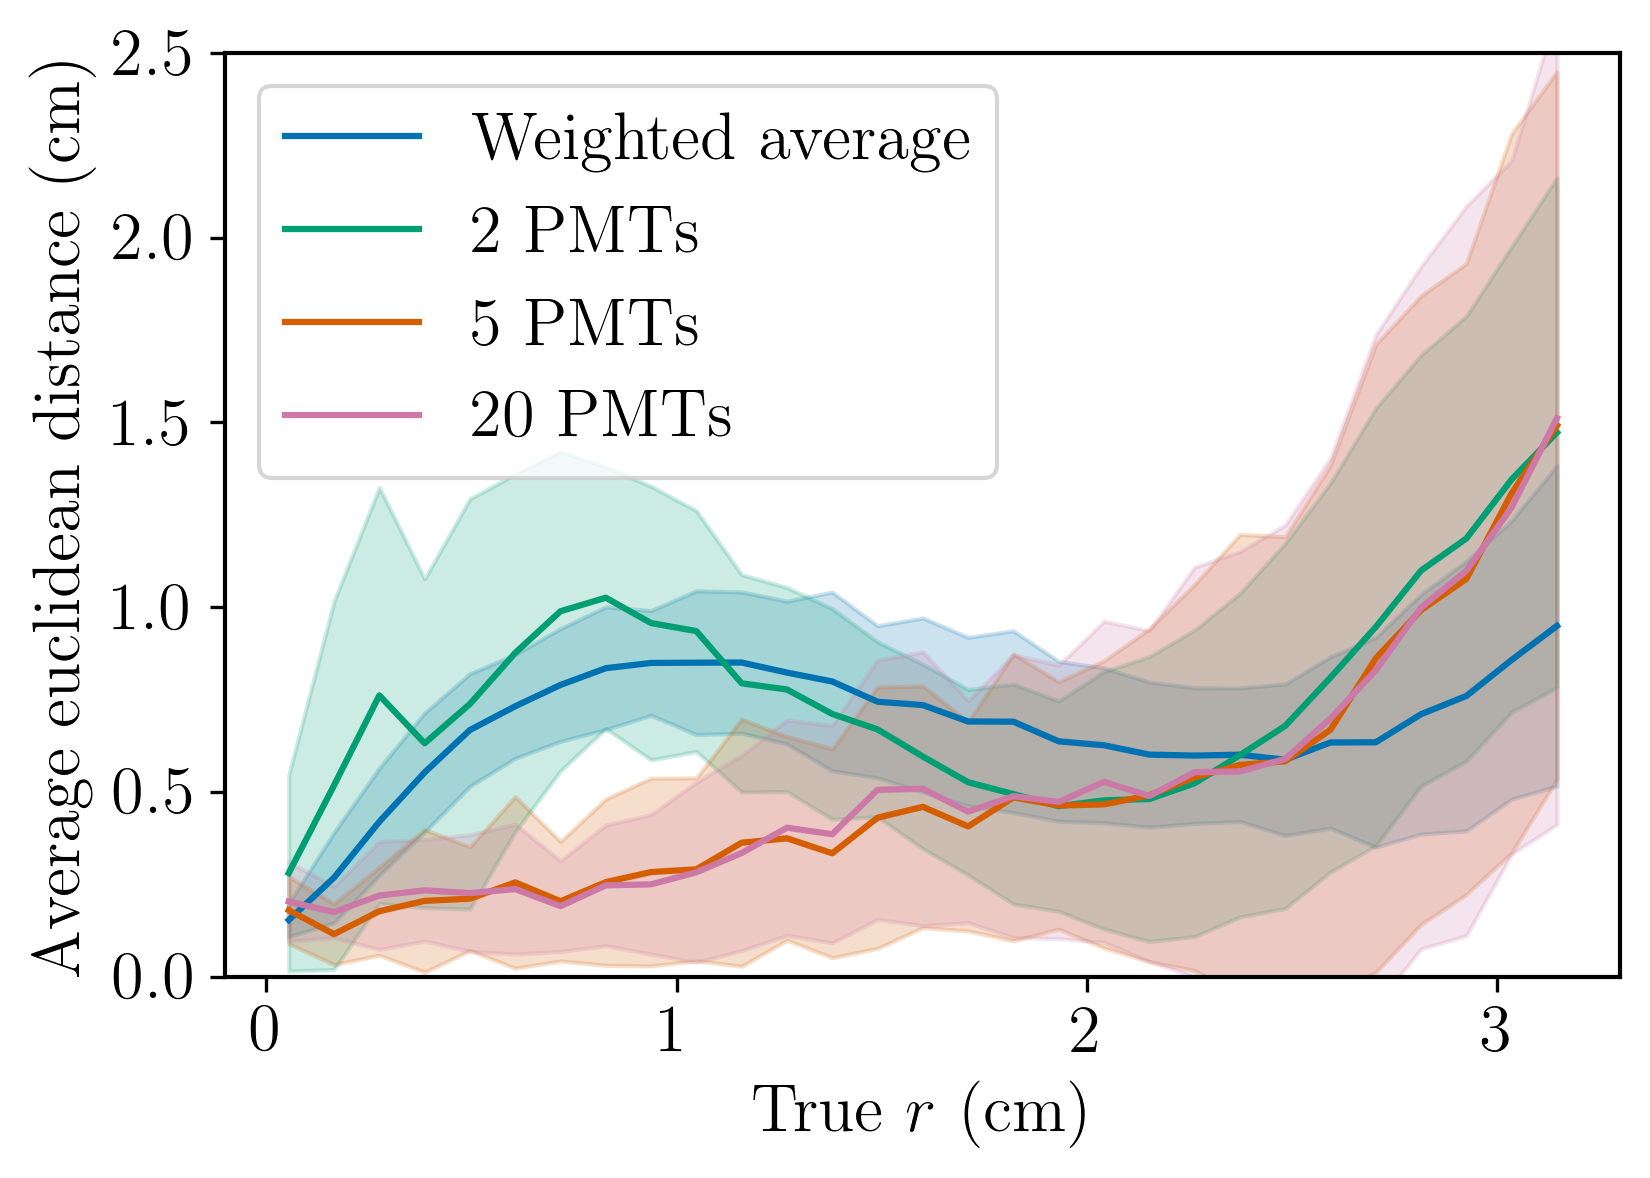 Average euclidean distance (cm)
2.5
2.0
1.5
1.0
0.5
0.0
Weighted average
2 PMTs
5 PMTs
20 PMTs
0 1 2 3
True r (cm)